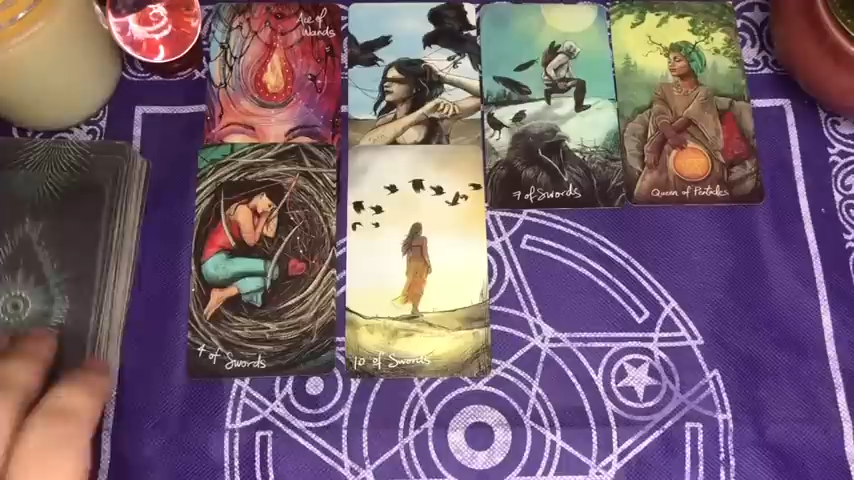 Ace of
Wands
7 of Swords
Queen of Pentacles
4 of Swords
10 of Swords